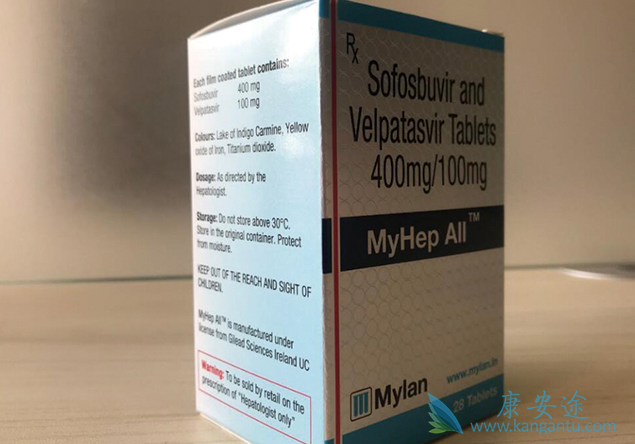 Each film coated tablet contains:
Sofosbuvir 400 mg
Velpatasvir 100 mg
Colours: Lake of Indigo Carmine, Yellow
oxide of Iron, Titanium dioxide.
Dosage: As directed by the
Hepatologist.
Storage: Do not store above 30°C.
Store in the original container. Protect
from moisture.
KEEP OUT OF THE REACH AND SIGHT OF
CHILDREN.
MyHep All™ is manufactured under
license from Gilead Sciences Ireland UC
Warning: To be sold by retail on the
prescription of "Hepatologist only"
Rx
Sofosbuvir and
Velpatasvir Tablets
400mg/100mg
MyHep All™
Mylan
www.mylan.in
28 Tablets
康安途
www.kangantu.com